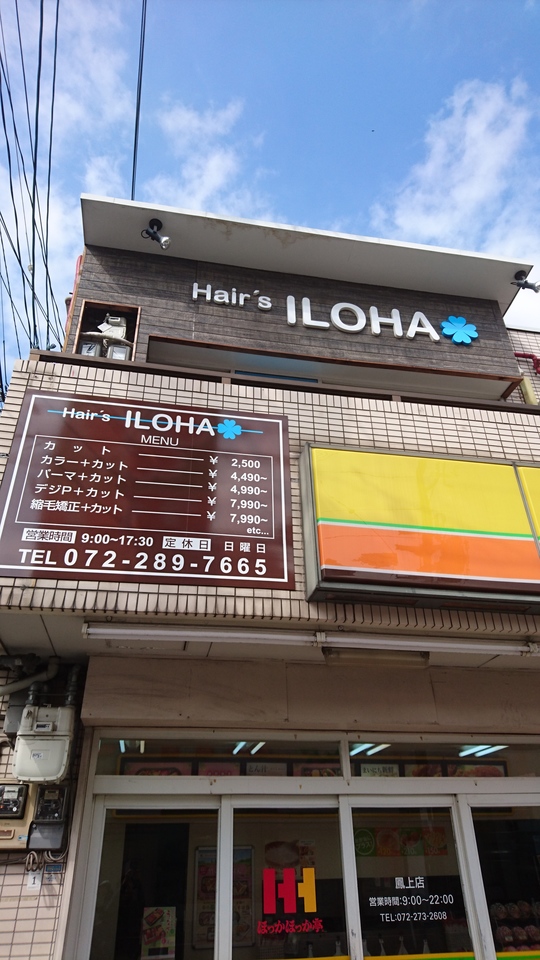 Hair's ILOHA
Hair's ILOHA
MENU
カット ¥ 2,500
カラー+カット ¥ 4,490~
パーマ+カット ¥ 4,990~
デジP+カット ¥ 7,990~
縮毛矯正+カット ¥ 7,990~
etc...
営業時間 9:00~17:30 定休日 日曜日
TEL 072-289-7665
ほっかほっか亭
鳳上店
営業時間:9:00~22:00
TEL:072-273-2608
1